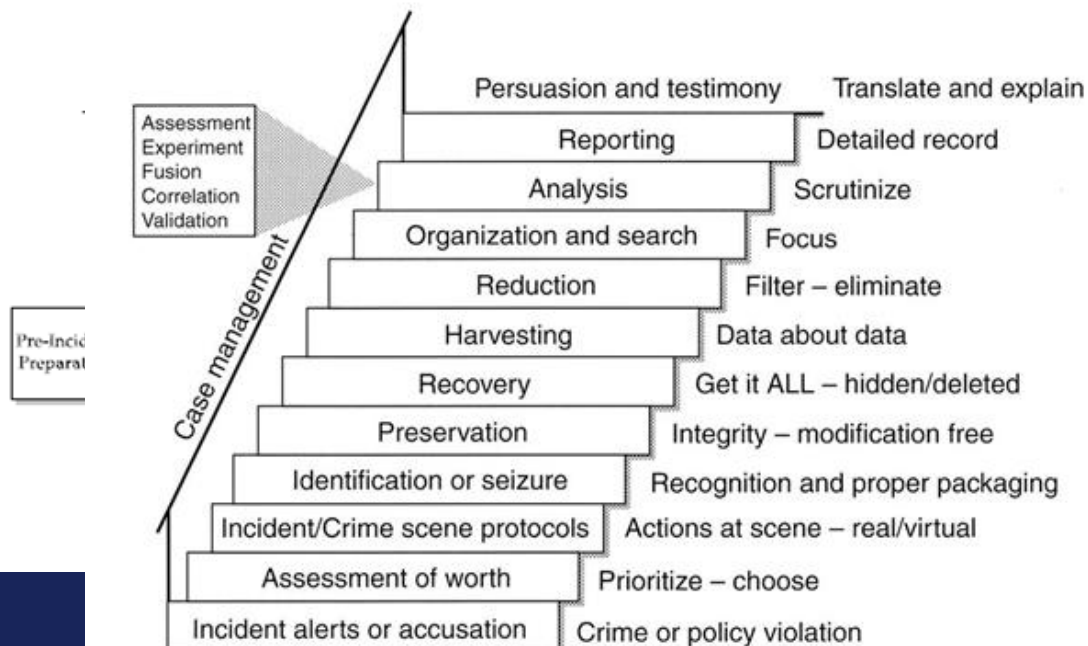 Persuasion and testimony Translate and explain
Reporting Detailed record
Assessment
Experiment
Fusion
Correlation
Validation
Analysis Scrutinize
Organization and search Focus
Case management
Reduction Filter – eliminate
Harvesting Data about data
Pre-Incid
Preparat
Recovery Get it ALL – hidden/deleted
Preservation Integrity – modification free
Identification or seizure Recognition and proper packaging
Incident/Crime scene protocols Actions at scene – real/virtual
Assessment of worth Prioritize – choose
Incident alerts or accusation Crime or policy violation